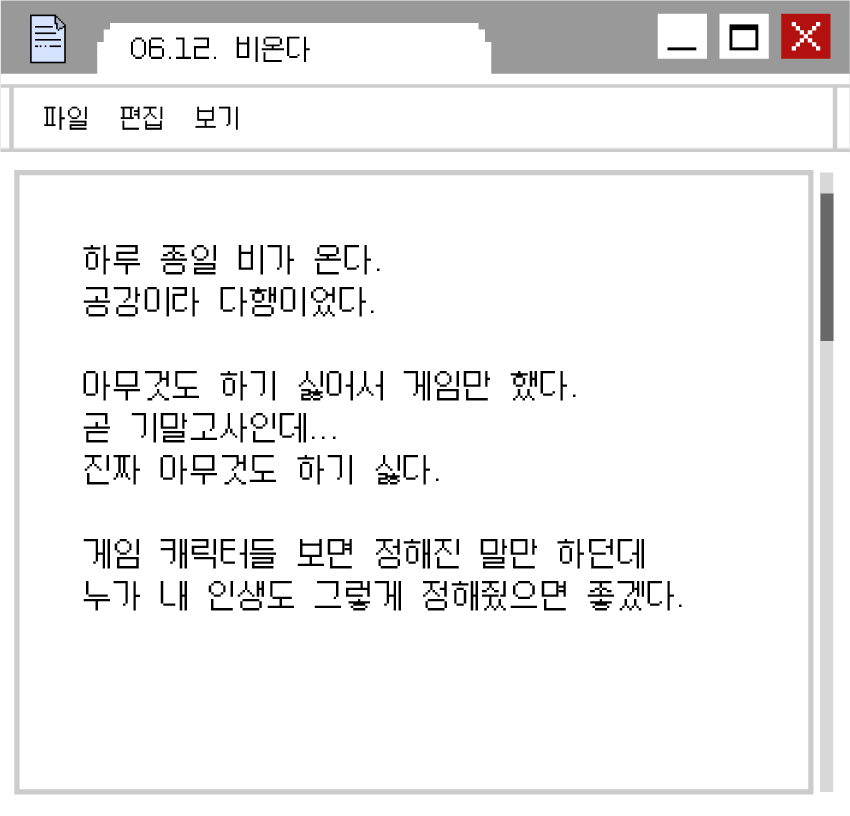 06.12. 비온다
파일 편집 보기
하루 종일 비가 온다.
공강이라 다행이었다.
아무것도 하기 싫어서 게임만 했다.
곧 기말고사인데...
진짜 아무것도 하기 싫다.
게임 캐릭터들 보면 정해진 말만 하던데
누가 내 인생도 그렇게 정해줬으면 좋겠다.